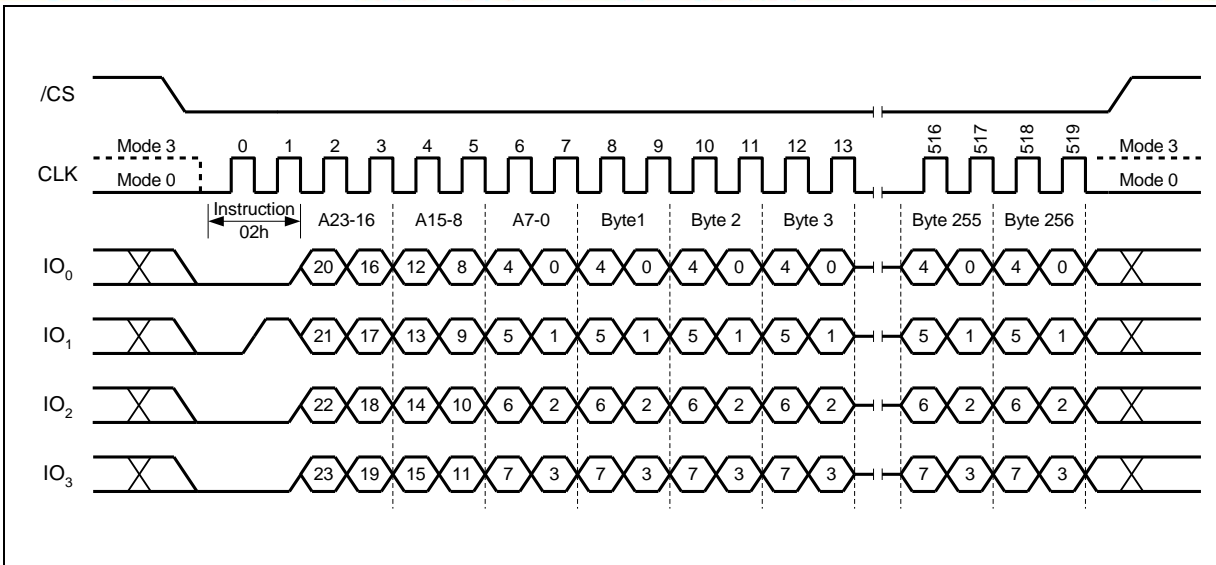 /CS
Mode 3 0 1 2 3 4 5 6 7 8 9 10 11 12 13 516 517 518 519 Mode 3
CLK
Mode 0 Mode 0
Instruction A23-16 A15-8 A7-0 Byte1 Byte 2 Byte 3 Byte 255 Byte 256
02h
IO0 20 16 12 8 4 0 4 0 4 0 4 0 4 0 4 0
IO1 21 17 13 9 5 1 5 1 5 1 5 1 5 1 5 1
IO2 22 18 14 10 6 2 6 2 6 2 6 2 6 2 6 2
IO3 23 19 15 11 7 3 7 3 7 3 7 3 7 3 7 3